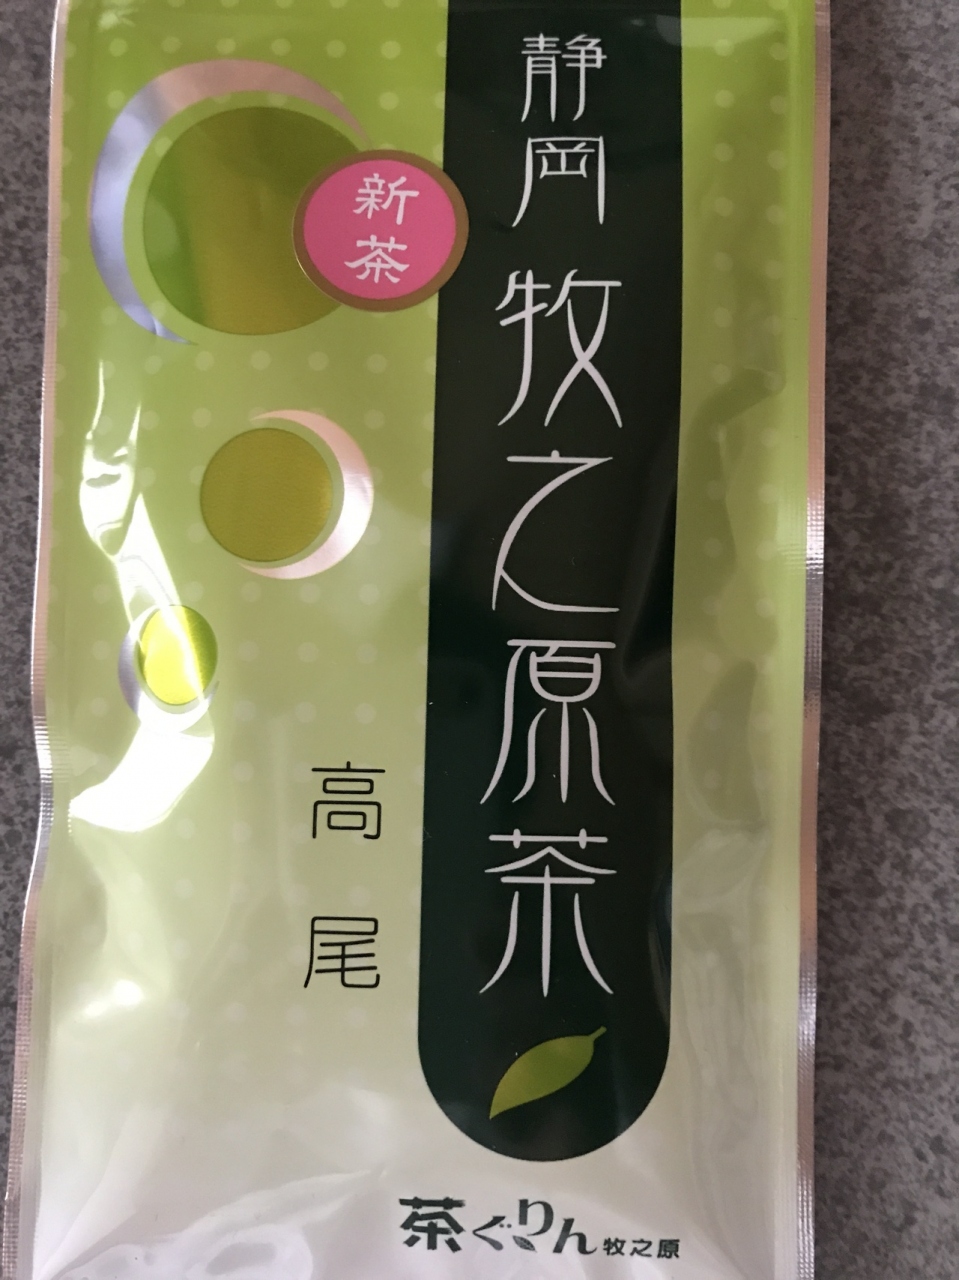 静岡 牧之原茶
新茶
高尾
茶ぐりん牧之原